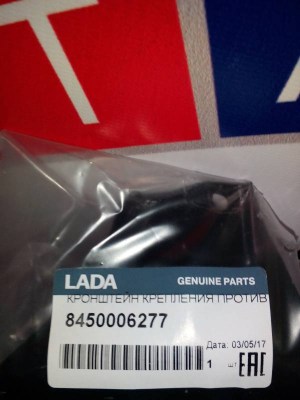 T
LADA GENUINE PARTS
КРОНШТЕЙН КРЕПЛЕНИЯ ПРОТИВ
8450006277
Дата: 03/05/17
1 шт EAC